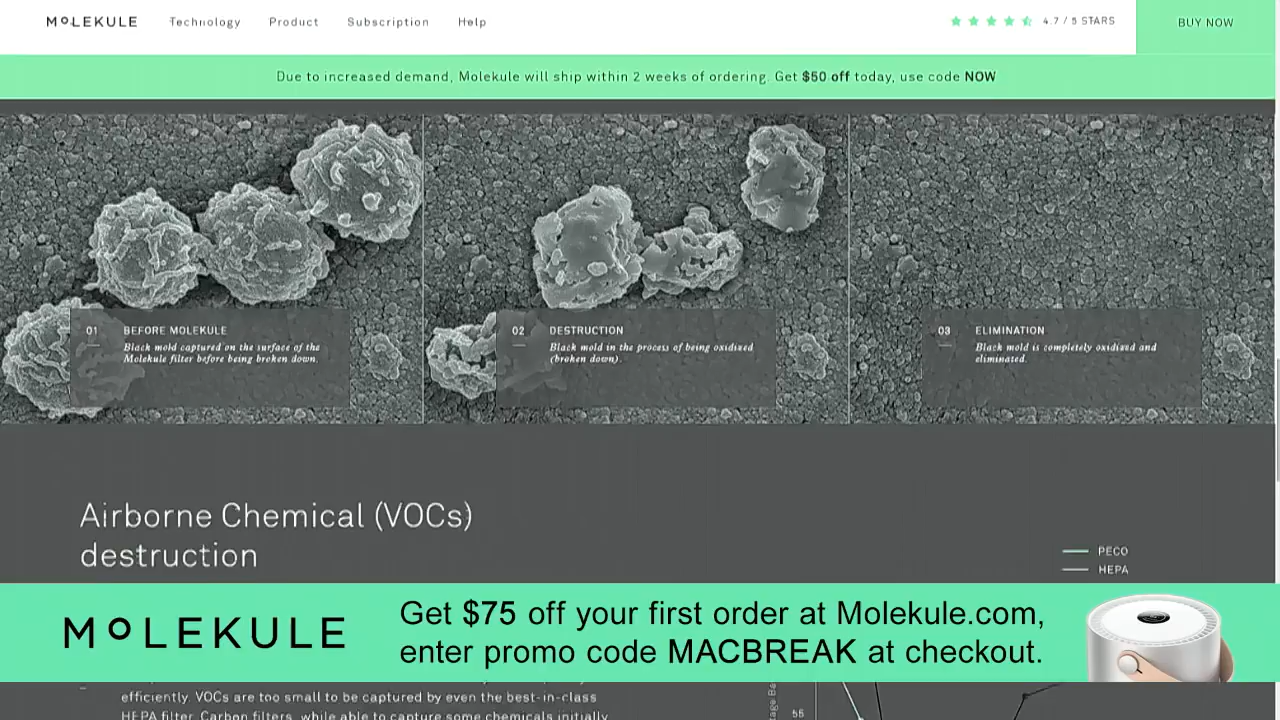 MOLEKULE Technology Product Subscription Help 4.7 / 5 STARS BUY NOW
Due to increased demand, Molekule will ship within 2 weeks of ordering. Get $50 off today, use code NOW
01 BEFORE MOLEKULE
Black mold captured on the surface of the
Molekule filter before being broken down.
02 DESTRUCTION
Black mold in the process of being oxidized
(broken down).
03 ELIMINATION
Black mold is completely oxidized and
eliminated.
Airborne Chemical (VOCs)
destruction
PECO
HEPA
MOLEKULE
Get $75 off your first order at Molekule.com,
enter promo code MACBREAK at checkout.
efficiently. VOCs are too small to be captured by even the best-in-class
HEPA filter. Carbon filters, while able to capture some chemicals initially
55